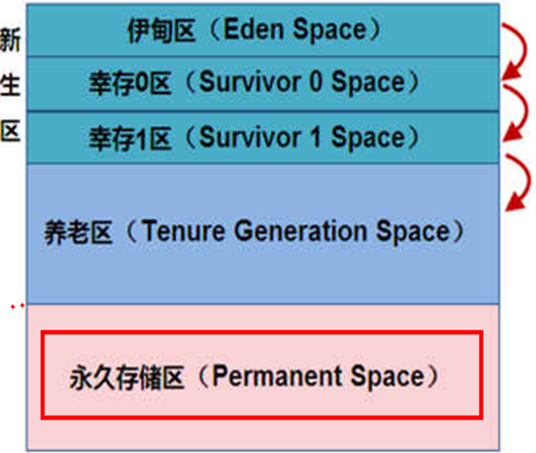 新生区
伊甸区（Eden Space）
幸存0区（Survivor 0 Space）
幸存1区（Survivor 1 Space）
养老区（Tenure Generation Space）
永久存储区（Permanent Space）